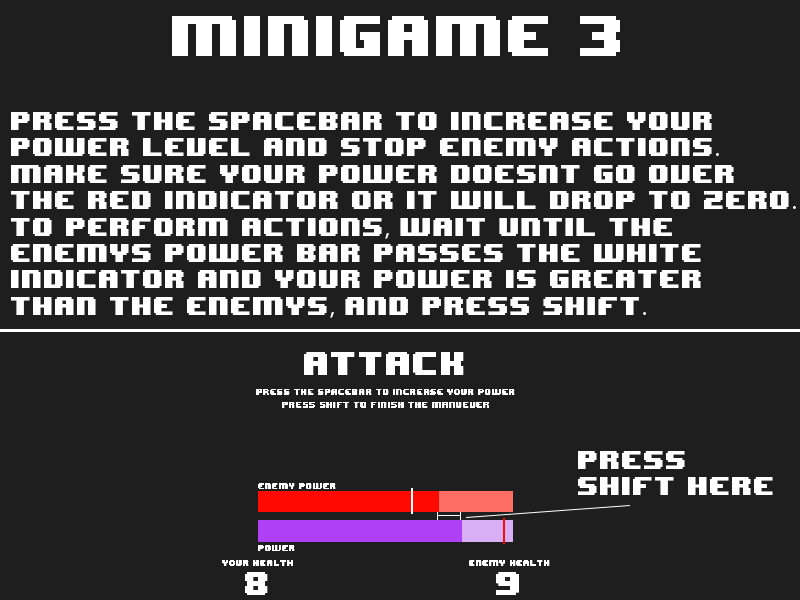 MINIGAME 3
PRESS THE SPACEBAR TO INCREASE YOUR
POWER LEVEL AND STOP ENEMY ACTIONS.
MAKE SURE YOUR POWER DOESNT GO OVER
THE RED INDICATOR OR IT WILL DROP TO ZERO.
TO PERFORM ACTIONS, WAIT UNTIL THE
ENEMYS POWER BAR PASSES THE WHITE
INDICATOR AND YOUR POWER IS GREATER
THAN THE ENEMYS, AND PRESS SHIFT.
ATTACK
PRESS THE SPACEBAR TO INCREASE YOUR POWER
PRESS SHIFT TO FINISH THE MANUEVER
PRESS
SHIFT HERE
ENEMY POWER
POWER
YOUR HEALTH
8
ENEMY HEALTH
9